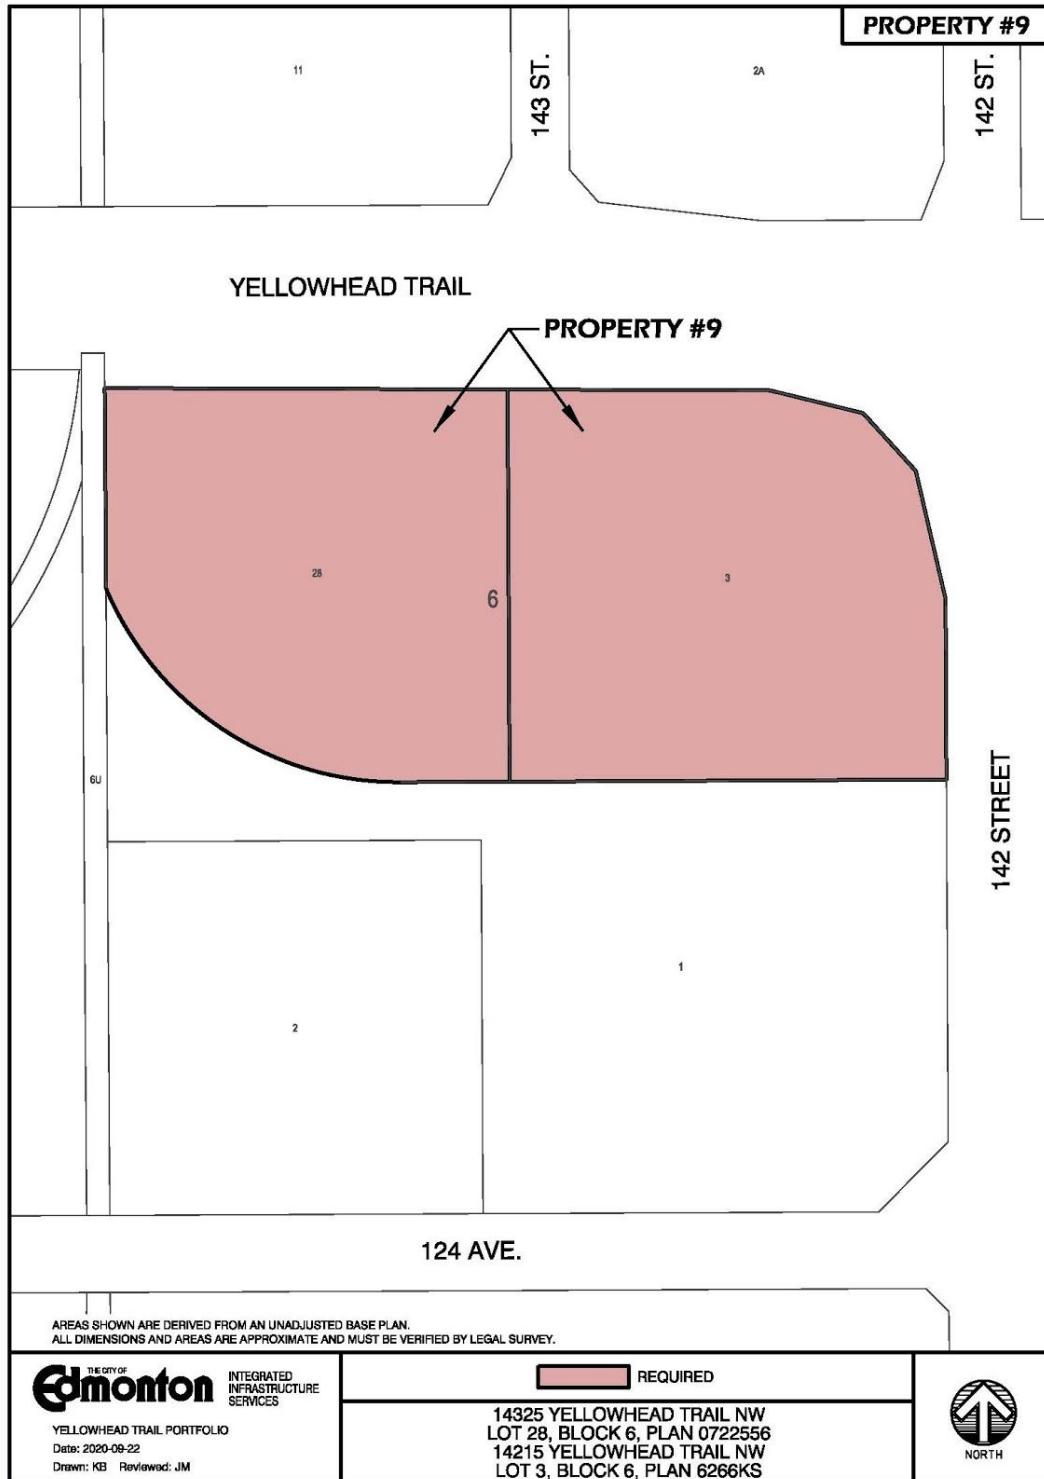 PROPERTY #9
11
143 ST.
2A
142 ST.
YELLOWHEAD TRAIL
PROPERTY #9
28
6
3
6U
142 STREET
1
2
124 AVE.
AREAS SHOWN ARE DERIVED FROM AN UNADJUSTED BASE PLAN.
ALL DIMENSIONS AND AREAS ARE APPROXIMATE AND MUST BE VERIFIED BY LEGAL SURVEY.
THE CITY OF
Edmonton
INTEGRATED
INFRASTRUCTURE
SERVICES
YELLOWHEAD TRAIL PORTFOLIO
Date: 2020-09-22
Drawn: KB Reviewed: JM
REQUIRED
14325 YELLOWHEAD TRAIL NW
LOT 28, BLOCK 6, PLAN 0722556
14215 YELLOWHEAD TRAIL NW
LOT 3, BLOCK 6, PLAN 6266KS
NORTH